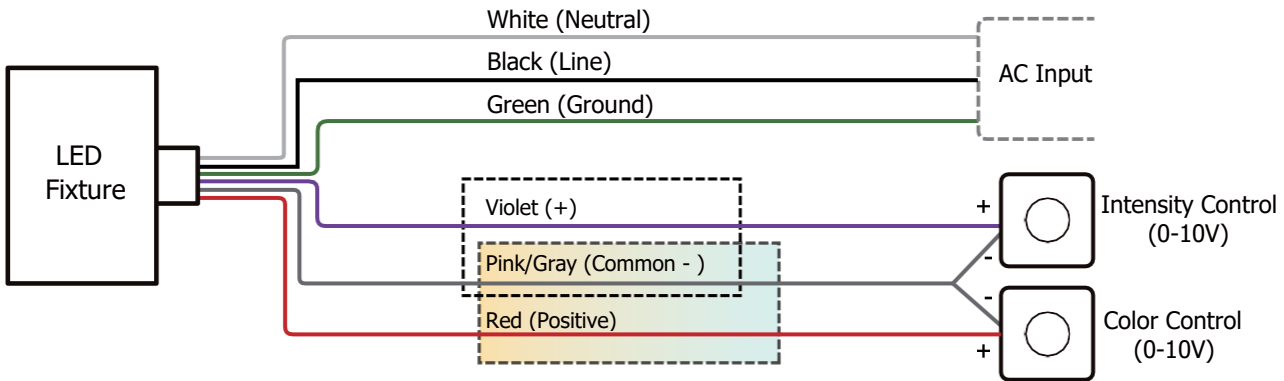 White (Neutral)
Black (Line)
Green (Ground)
AC Input
LED
Fixture
Violet (+)
+
Intensity Control
(0-10V)
-
Pink/Gray (Common - )
-
Red (Positive)
+
Color Control
(0-10V)